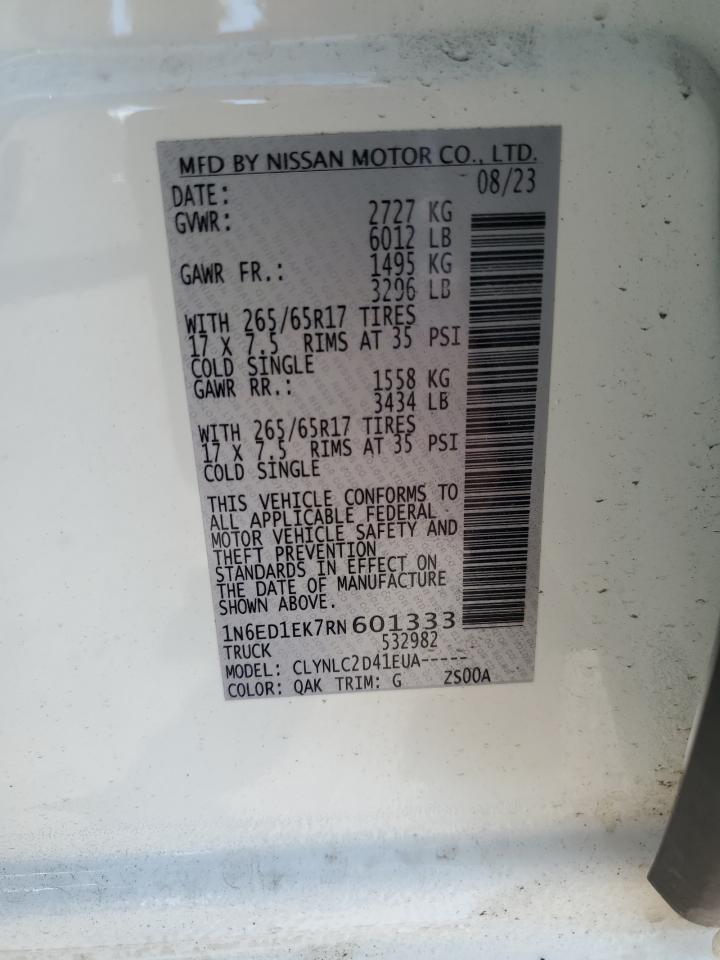 MFD BY NISSAN MOTOR CO., LTD.
DATE: 08/23
GVWR: 2727 KG
6012 LB
GAWR FR.: 1495 KG
3296 LB
WITH 265/65R17 TIRES
17 X 7.5 RIMS AT 35 PSI
COLD SINGLE
GAWR RR.: 1558 KG
3434 LB
WITH 265/65R17 TIRES
17 X 7.5 RIMS AT 35 PSI
COLD SINGLE
THIS VEHICLE CONFORMS TO
ALL APPLICABLE FEDERAL
MOTOR VEHICLE SAFETY AND
THEFT PREVENTION
STANDARDS IN EFFECT ON
THE DATE OF MANUFACTURE
SHOWN ABOVE.
1N6ED1EK7RN601333
TRUCK 532982
MODEL: CLYNLC2D41EUA-----
COLOR: QAK TRIM: G ZS00A